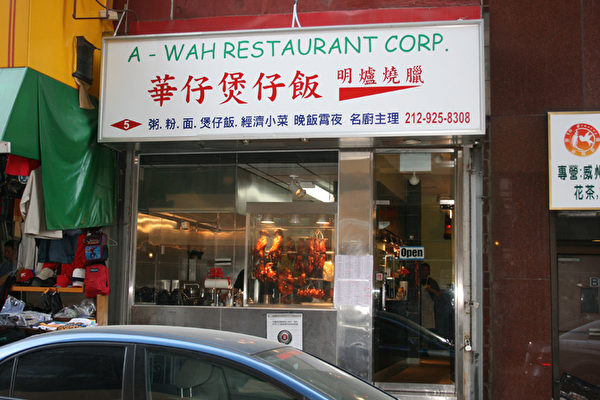 A - WAH RESTAURANT CORP.
華仔煲仔飯 明爐燒臘
5 粥.粉.面.煲仔飯.經濟小菜 晚飯宵夜 名廚主理 212-925-8308
Open
專營:威
花茶,